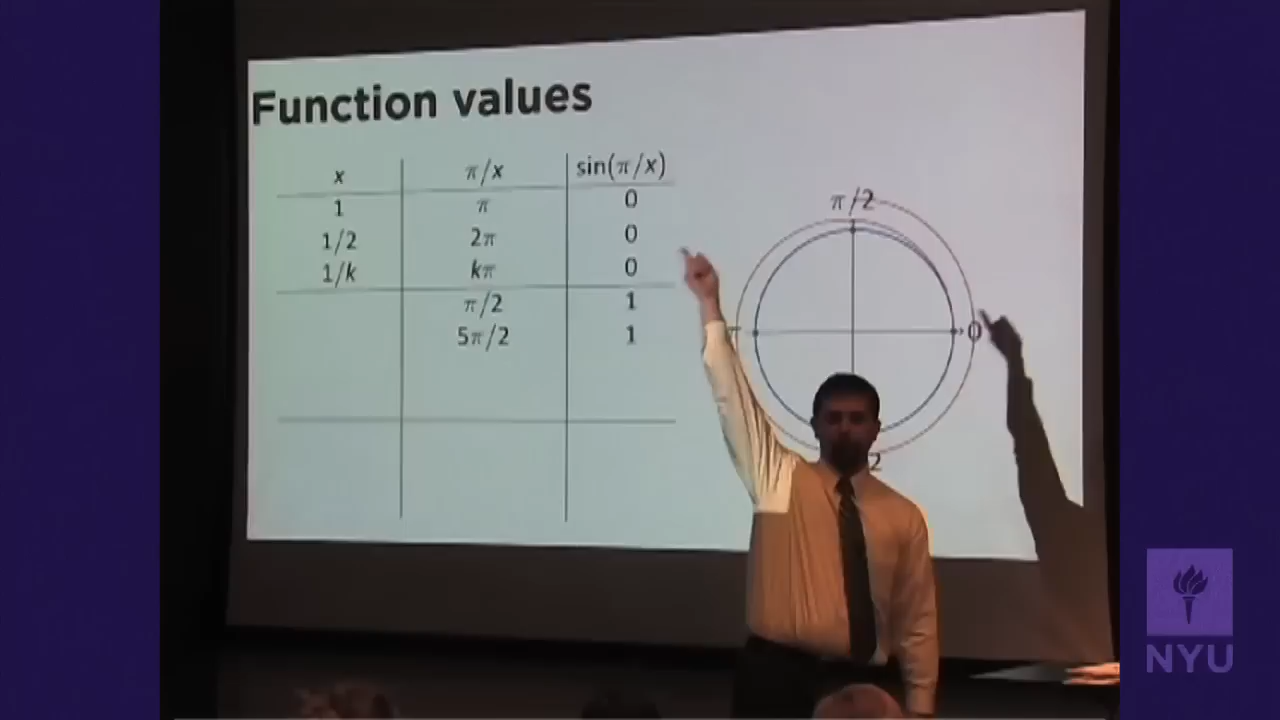 Function values
x π/x sin(π/x)
1 π 0
1/2 2π 0
1/k kπ 0
π/2 1
5π/2 1
π/2
0
2
NYU